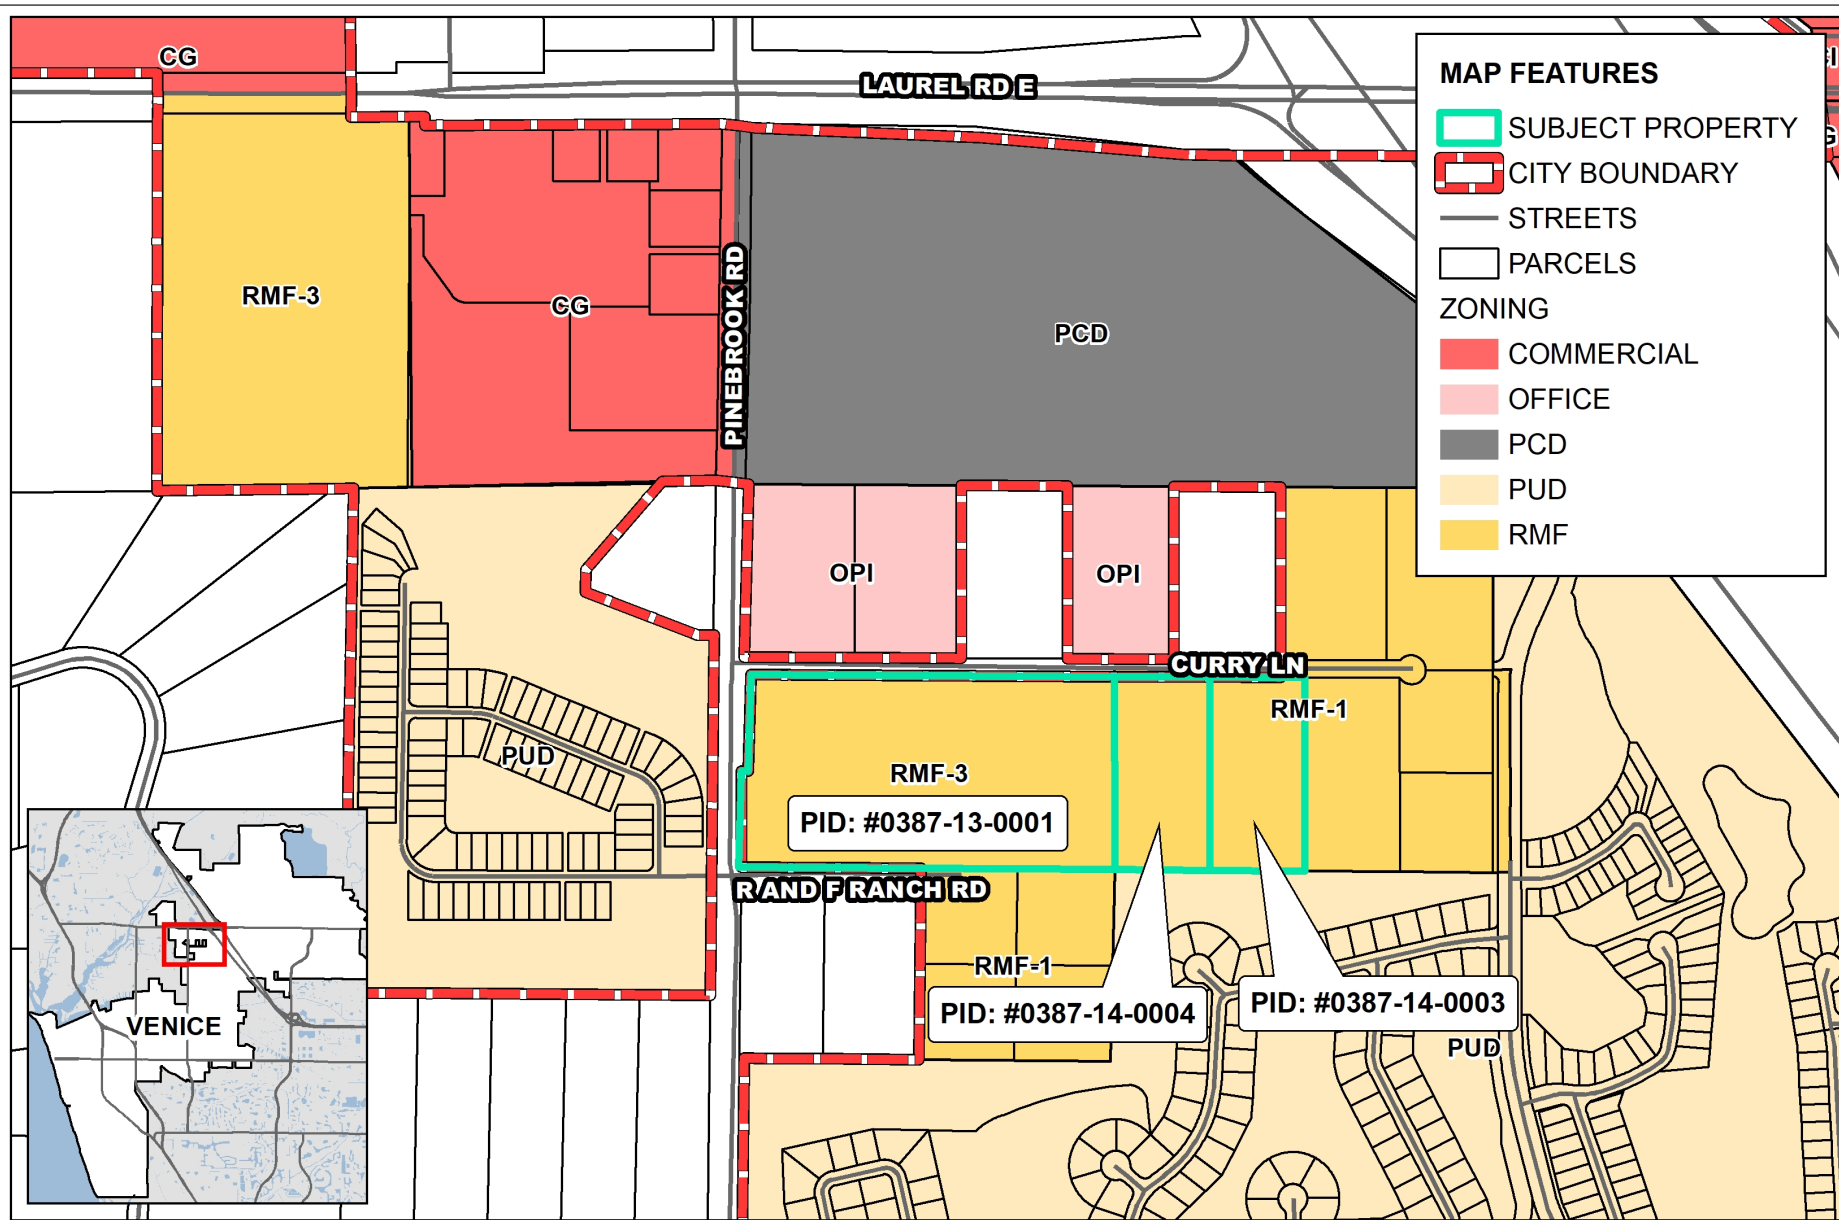 CG
LAUREL RD E
MAP FEATURES
SUBJECT PROPERTY
CITY BOUNDARY
STREETS
PARCELS
ZONING
COMMERCIAL
OFFICE
PCD
PUD
RMF
RMF-3
CG
PINEBROOK RD
PCD
OPI
OPI
CURRY LN
RMF-1
PUD
RMF-3
PID: #0387-13-0001
R AND F RANCH RD
RMF-1
PID: #0387-14-0004
PID: #0387-14-0003
PUD
VENICE